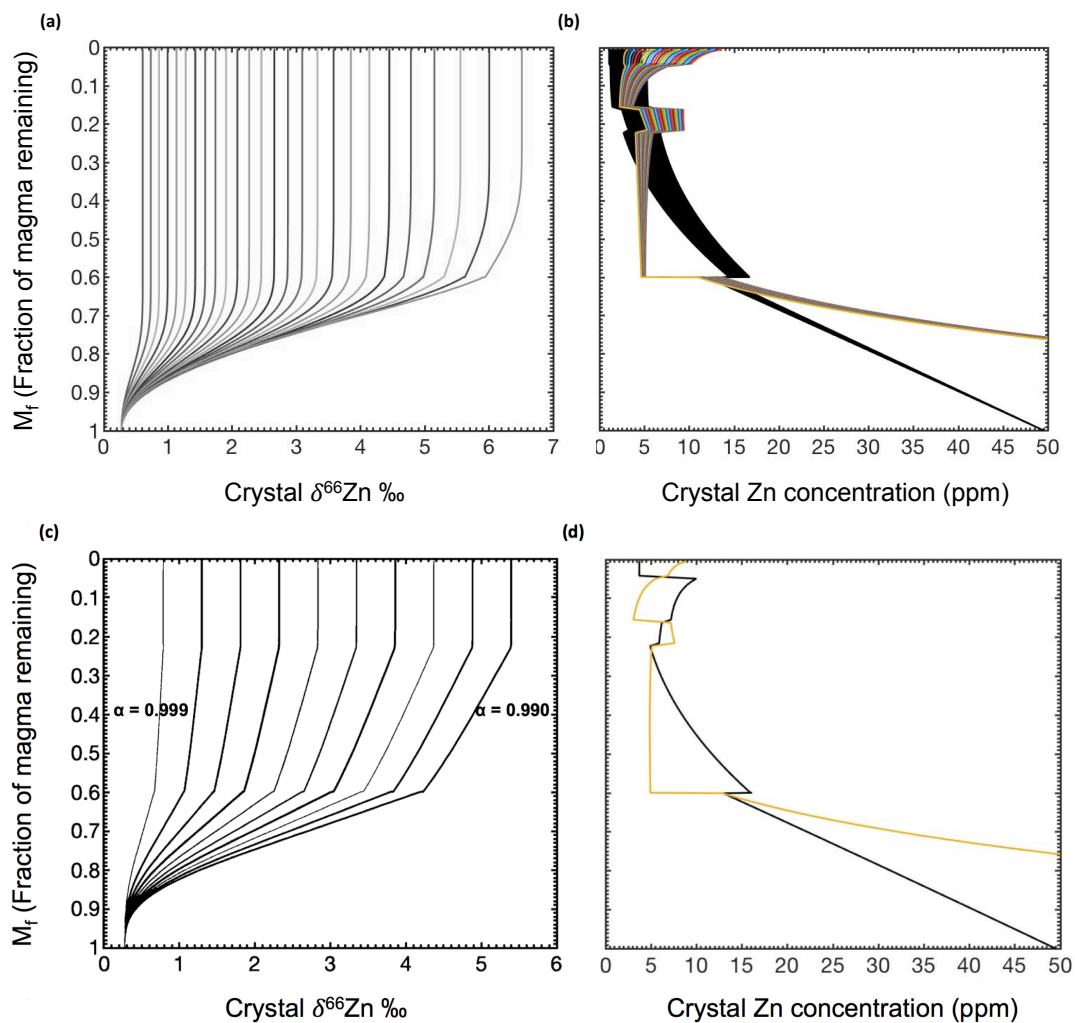 (a)
(b)
M_f (Fraction of magma remaining)
0
0.1
0.2
0.3
0.4
0.5
0.6
0.7
0.8
0.9
1
0 1 2 3 4 5 6 7
Crystal δ⁶⁶Zn ‰
0 5 10 15 20 25 30 35 40 45 50
Crystal Zn concentration (ppm)
(c)
(d)
M_f (Fraction of magma remaining)
0
0.1
0.2
0.3
0.4
0.5
0.6
0.7
0.8
0.9
1
α = 0.999
α = 0.990
0 1 2 3 4 5 6
Crystal δ⁶⁶Zn ‰
0 5 10 15 20 25 30 35 40 45 50
Crystal Zn concentration (ppm)